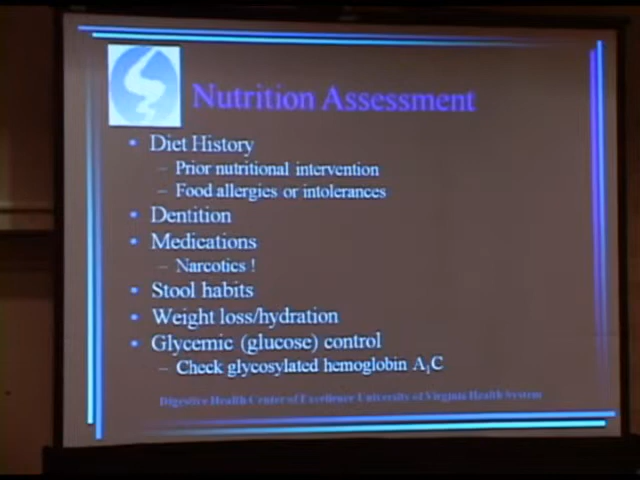 Nutrition Assessment
• Diet History
– Prior nutritional intervention
– Food allergies or intolerances
• Dentition
• Medications
– Narcotics !
• Stool habits
• Weight loss/hydration
• Glycemic (glucose) control
– Check glycosylated hemoglobin A1C
Digestive Health Center of Excellence University of Virginia Health System